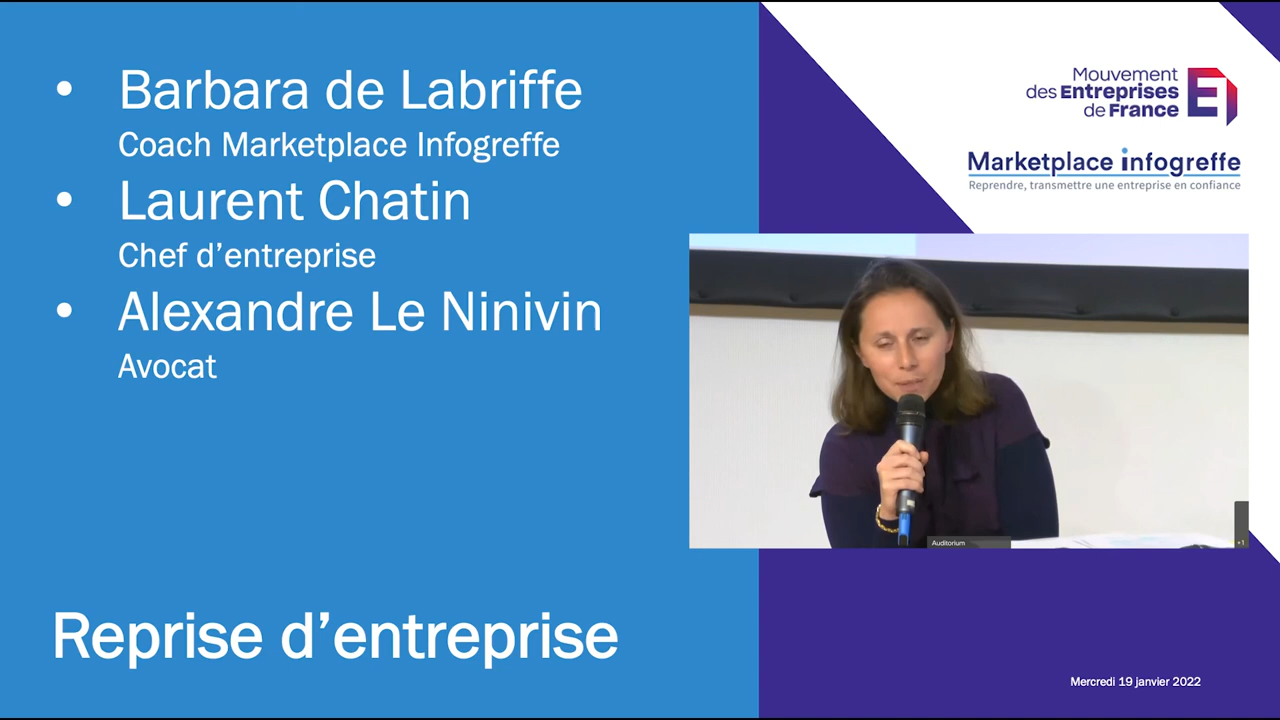 • Barbara de Labriffe
Coach Marketplace Infogreffe
• Laurent Chatin
Chef d’entreprise
• Alexandre Le Ninivin
Avocat
Reprise d’entreprise
Mouvement
des Entreprises
de France
Marketplace infogreffe
Reprendre, transmettre une entreprise en confiance
Auditorium
+1
Mercredi 19 janvier 2022